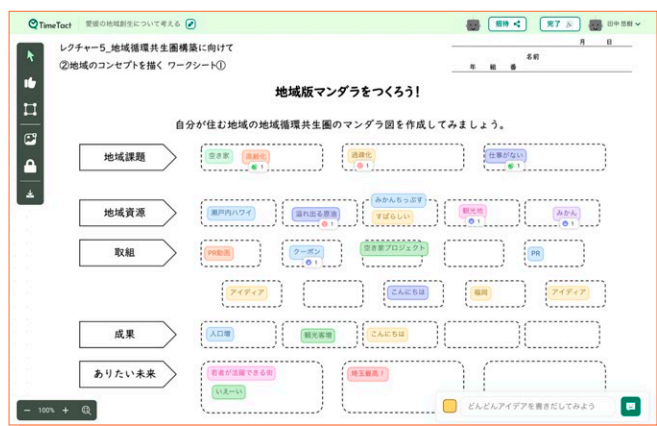 TimeTact
愛媛の地域創生について考える
招待
完了
田中悠樹
レクチャー5_地域循環共生圏構築に向けて
②地域のコンセプトを描く ワークシート①
月 日
名前
年 組 番
地域版マンダラをつくろう!
自分が住む地域の地域循環共生圏のマンダラ図を作成してみましょう。
地域課題
空き家
高齢化
1
過疎化
1
仕事がない
1
地域資源
瀬戸内ハワイ
溢れ出る原油
1
みかんちっぷす
すばらしい
観光地
1
みかん
1
取組
PR動画
クーポン
1
空き家プロジェクト
PR
アイディア
こんにちは
福岡
アイディア
成果
人口増
観光客増
こんにちは
ありたい未来
若者が活躍できる街
いえーい
埼玉最高!
100%
どんどんアイデアを書きだしてみよう